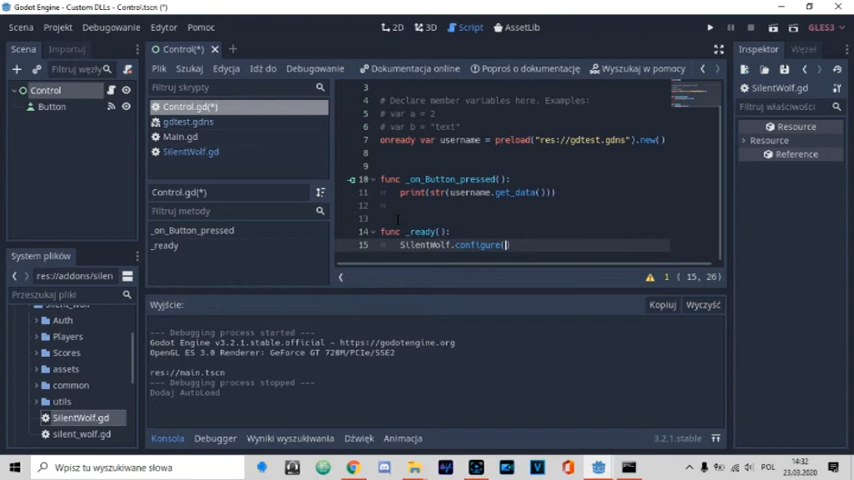 Godot Engine - Custom DLLs - Control.tscn (*)
Scena Projekt Debugowanie Edytor Pomoc
2D 3D Script AssetLib
GLES3
Scena Importuj
Filtruj węzły
Control
Button
Control(*)
Plik Szukaj Edycja Idź do Debugowanie Dokumentacja online Poproś o dokumentację Wyszukaj w pomocy
Filtruj skrypty
Control.gd(*)
gdtest.gdns
Main.gd
SilentWolf.gd
Control.gd(*)
Filtruj metody
_on_Button_pressed
_ready
3
4 # Declare member variables here. Examples:
5 # var a = 2
6 # var b = "text"
7 onready var username = preload("res://gdtest.gdns").new()
8
9
10 func _on_Button_pressed():
11 print(str(username.get_data()))
12
13
14 func _ready():
15 SilentWolf.configure()
1 ( 15, 26)
System plików
res://addons/silen
Przeszukaj pliki
silent_wolf
Auth
Players
Scores
assets
common
utils
SilentWolf.gd
silent_wolf.gd
Wyjście:
Kopiuj Wyczyść
--- Debugging process started ---
Godot Engine v3.2.1.stable.official - https://godotengine.org
OpenGL ES 3.0 Renderer: GeForce GT 720M/PCIe/SSE2
res://main.tscn
--- Debugging process stopped ---
Dodaj AutoLoad
Konsola Debugger Wyniki wyszukiwania Dźwięk Animacja
3.2.1.stable
Inspektor Węzeł
SilentWolf.gd
Filtruj właściwości
Resource
Resource
Reference
Wpisz tu wyszukiwane słowa
POL
14:32
23.03.2020